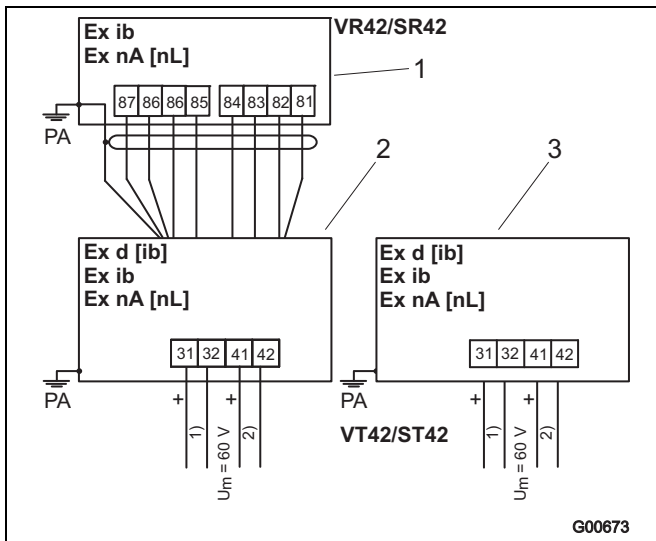 Ex ib
Ex nA [nL]
VR42/SR42
1
87 86 86 85 84 83 82 81
PA
2
3
Ex d [ib]
Ex ib
Ex nA [nL]
31 32 41 42
PA
+ +
1)
Um = 60 V
2)
Ex d [ib]
Ex ib
Ex nA [nL]
31 32 41 42
PA
+ +
VT42/ST42
1)
Um = 60 V
2)
G00673